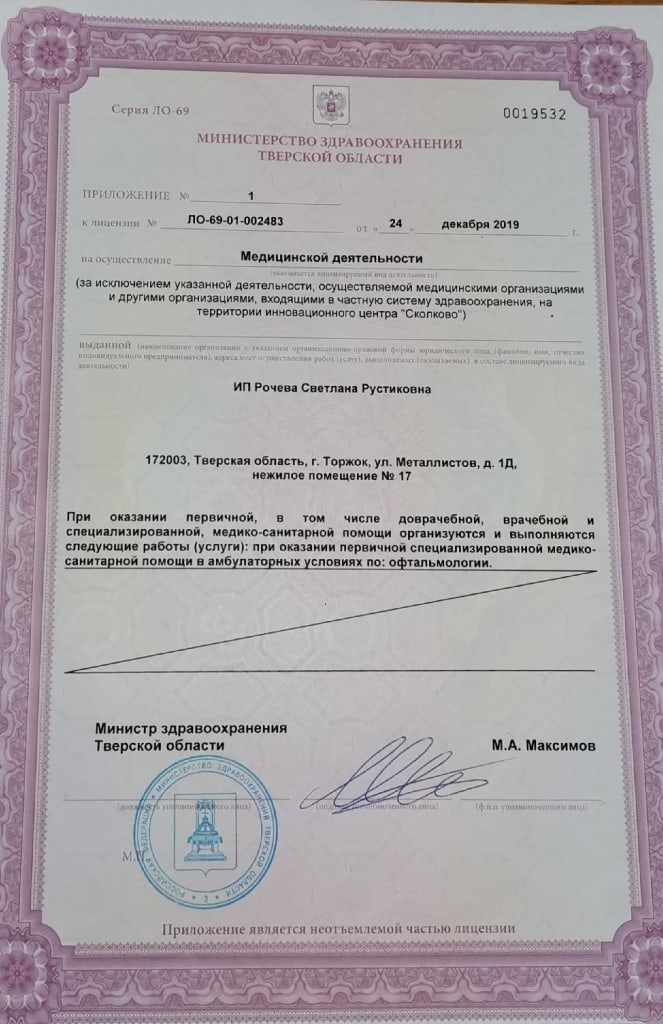 Серия ЛО-69
0019532
МИНИСТЕРСТВО ЗДРАВООХРАНЕНИЯ
ТВЕРСКОЙ ОБЛАСТИ
ПРИЛОЖЕНИЕ № 1
к лицензии № ЛО-69-01-002483 от « 24 » декабря 2019 г.
на осуществление Медицинской деятельности
(указывается лицензируемый вид деятельности)
(за исключением указанной деятельности, осуществляемой медицинскими организациями
и другими организациями, входящими в частную систему здравоохранения, на
территории инновационного центра "Сколково")
выданной (наименование организации с указанием организационно-правовой формы юридического лица (фамилия, имя, отчество
индивидуального предпринимателя), адреса мест осуществления работ (услуг), выполняемых (оказываемых) в составе лицензируемого вида
деятельности)
ИП Рочева Светлана Рустиковна
172003, Тверская область, г. Торжок, ул. Металлистов, д. 1Д,
нежилое помещение № 17
При оказании первичной, в том числе доврачебной, врачебной и
специализированной, медико-санитарной помощи организуются и выполняются
следующие работы (услуги): при оказании первичной специализированной медико-
санитарной помощи в амбулаторных условиях по: офтальмологии.
Министр здравоохранения
Тверской области
М.А. Максимов
(должность уполномоченного лица)
(подпись уполномоченного лица)
(ф.и.о. уполномоченного лица)
М.П.
МИНИСТЕРСТВО ЗДРАВООХРАНЕНИЯ ТВЕРСКОЙ ОБЛАСТИ
РОССИЙСКАЯ ФЕДЕРАЦИЯ
3
Приложение является неотъемлемой частью лицензии